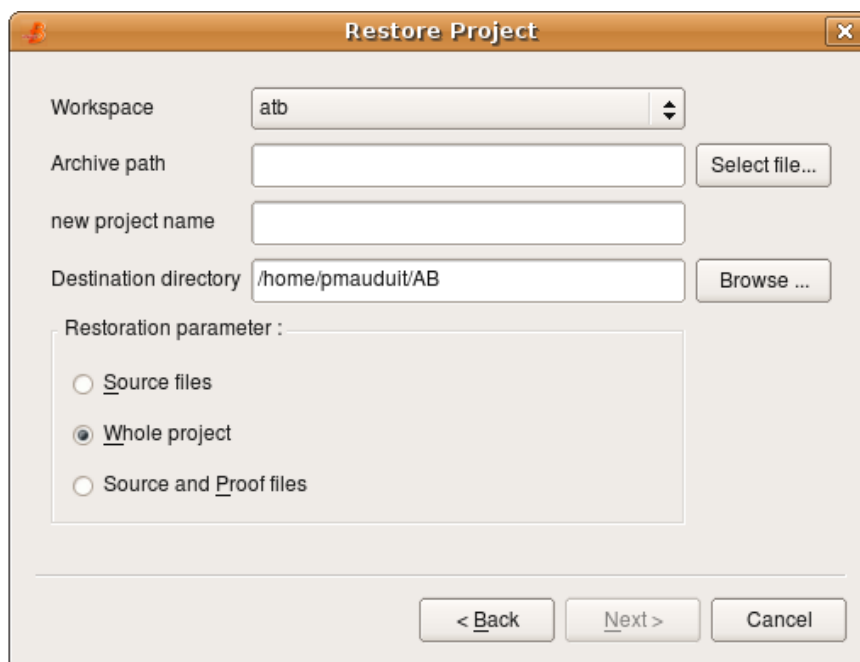 Restore Project
Workspace atb
Archive path Select file...
new project name
Destination directory /home/pmauduit/AB Browse ...
Restoration parameter :
Source files
Whole project
Source and Proof files
< Back Next > Cancel